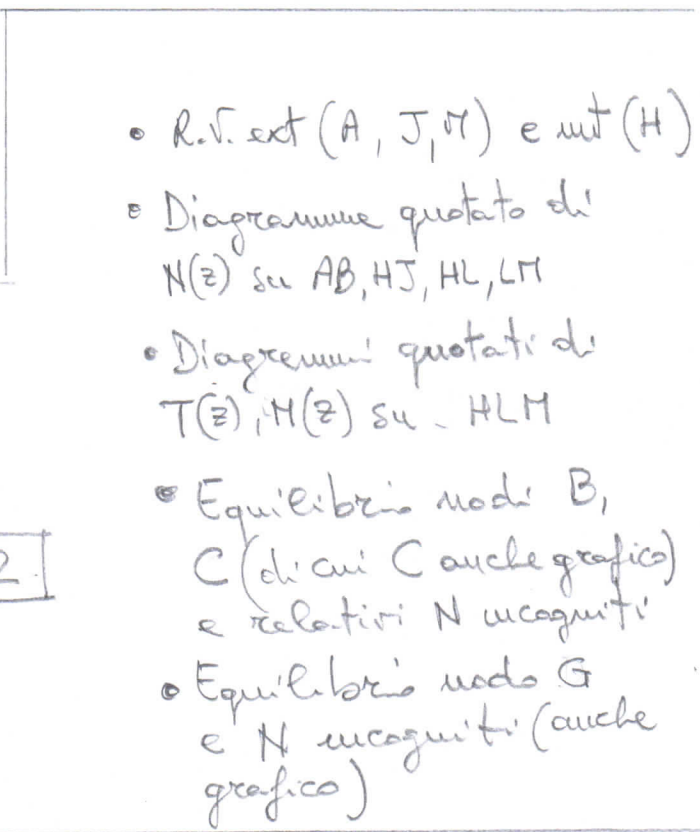 • R.V. ext (A, J, M) e int (H)
• Diagramme quotato di
N(z) su AB, HJ, HL, LM
• Diagrammi quotati di
T(z), M(z) su HLM
• Equilibrio nodi B,
C (di cui C anche grafico)
e relativi N incogniti
2
• Equilibrio nodo G
e N incogniti (anche
grafico)